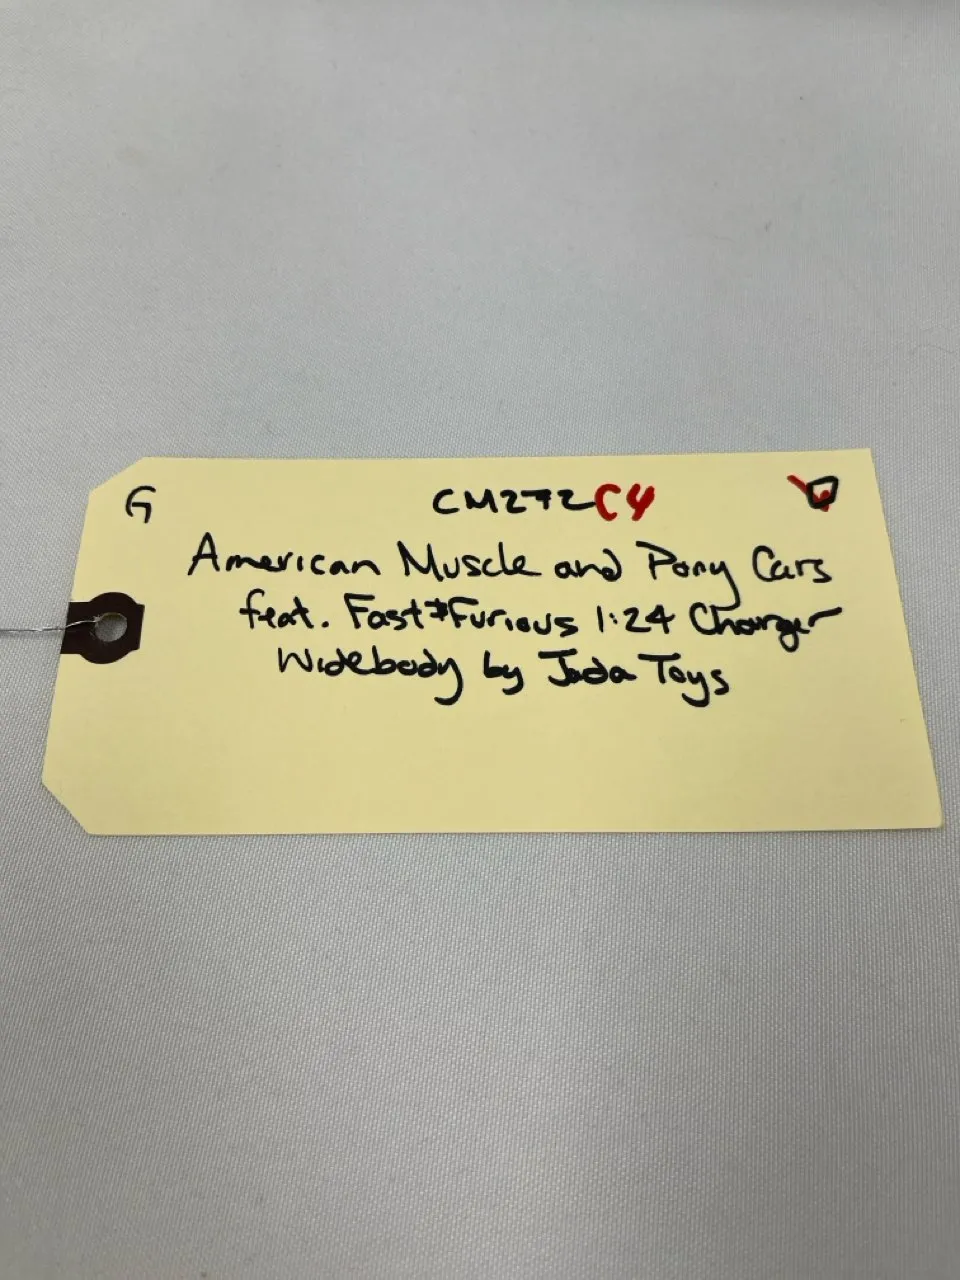 G CM272C4
American Muscle and Pony Cars
feat. Fast & Furious 1:24 Charger
Widebody by Jada Toys